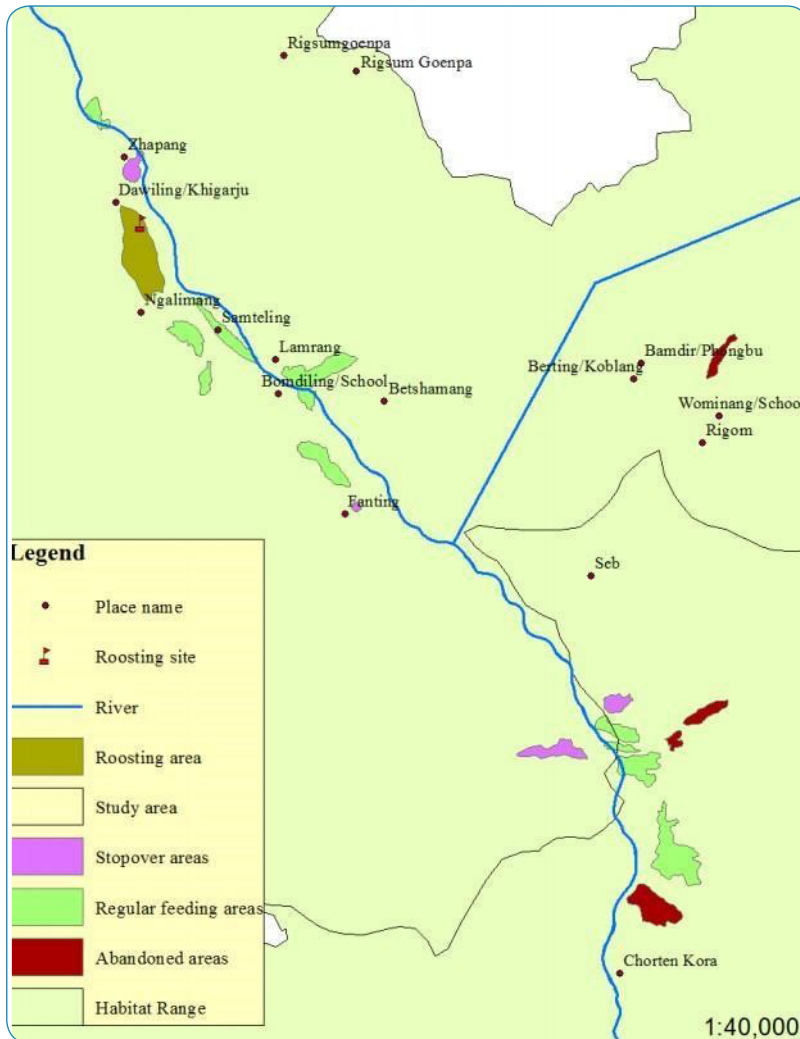 Rigsumgoenpa
Rigsum Goenpa
Zhapang
Dawiling/Khigarju
Ngalimang
Samteling
Lamrang
Bamdir/Phongbu
Berting/Koblang
Bomdiling/School
Betshamang
Wominang/Schoo
Rigom
Fanting
Seb
Chorten Kora
Legend
Place name
Roosting site
River
Roosting area
Study area
Stopover areas
Regular feeding areas
Abandoned areas
Habitat Range
1:40,000